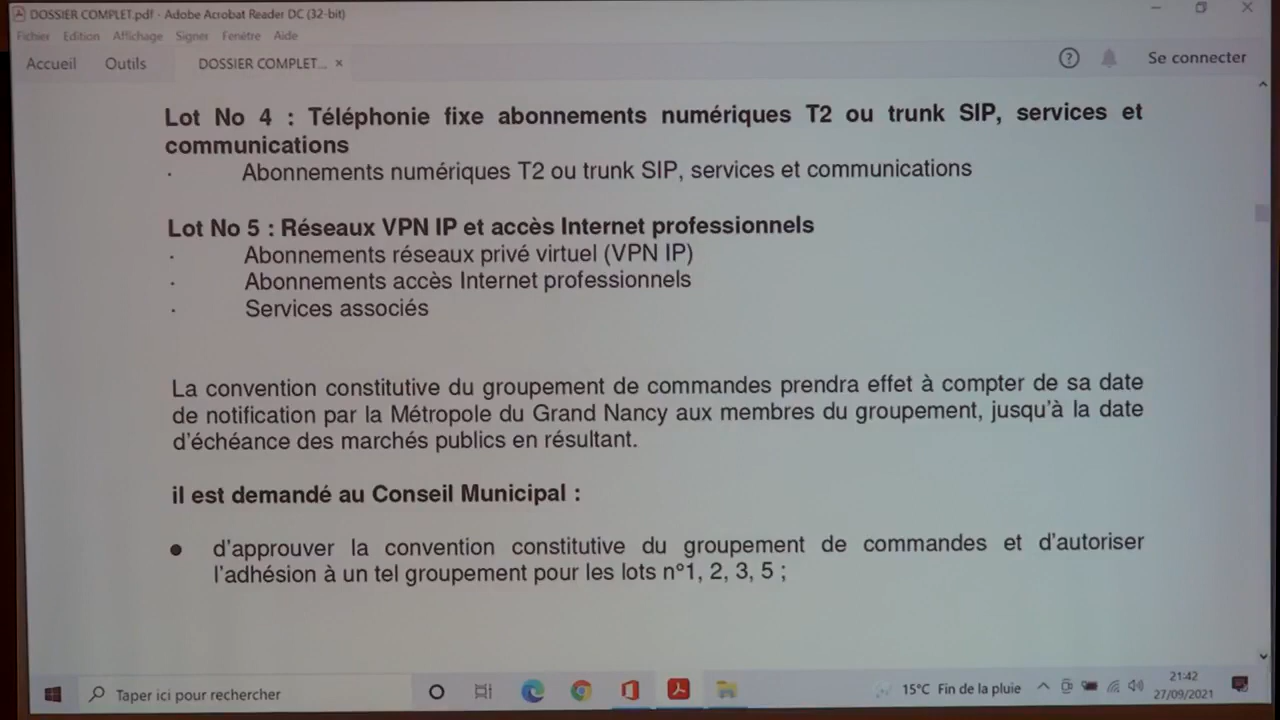 DOSSIER COMPLET.pdf - Adobe Acrobat Reader DC (32-bit)
Fichier Edition Affichage Signer Fenêtre Aide
Accueil Outils DOSSIER COMPLET... × ? Se connecter
Lot No 4 : Téléphonie fixe abonnements numériques T2 ou trunk SIP, services et
communications
· Abonnements numériques T2 ou trunk SIP, services et communications
Lot No 5 : Réseaux VPN IP et accès Internet professionnels
· Abonnements réseaux privé virtuel (VPN IP)
· Abonnements accès Internet professionnels
· Services associés
La convention constitutive du groupement de commandes prendra effet à compter de sa date
de notification par la Métropole du Grand Nancy aux membres du groupement, jusqu'à la date
d'échéance des marchés publics en résultant.
il est demandé au Conseil Municipal :
● d'approuver la convention constitutive du groupement de commandes et d'autoriser
l'adhésion à un tel groupement pour les lots n°1, 2, 3, 5 ;
Taper ici pour rechercher
15°C Fin de la pluie
21:42
27/09/2021